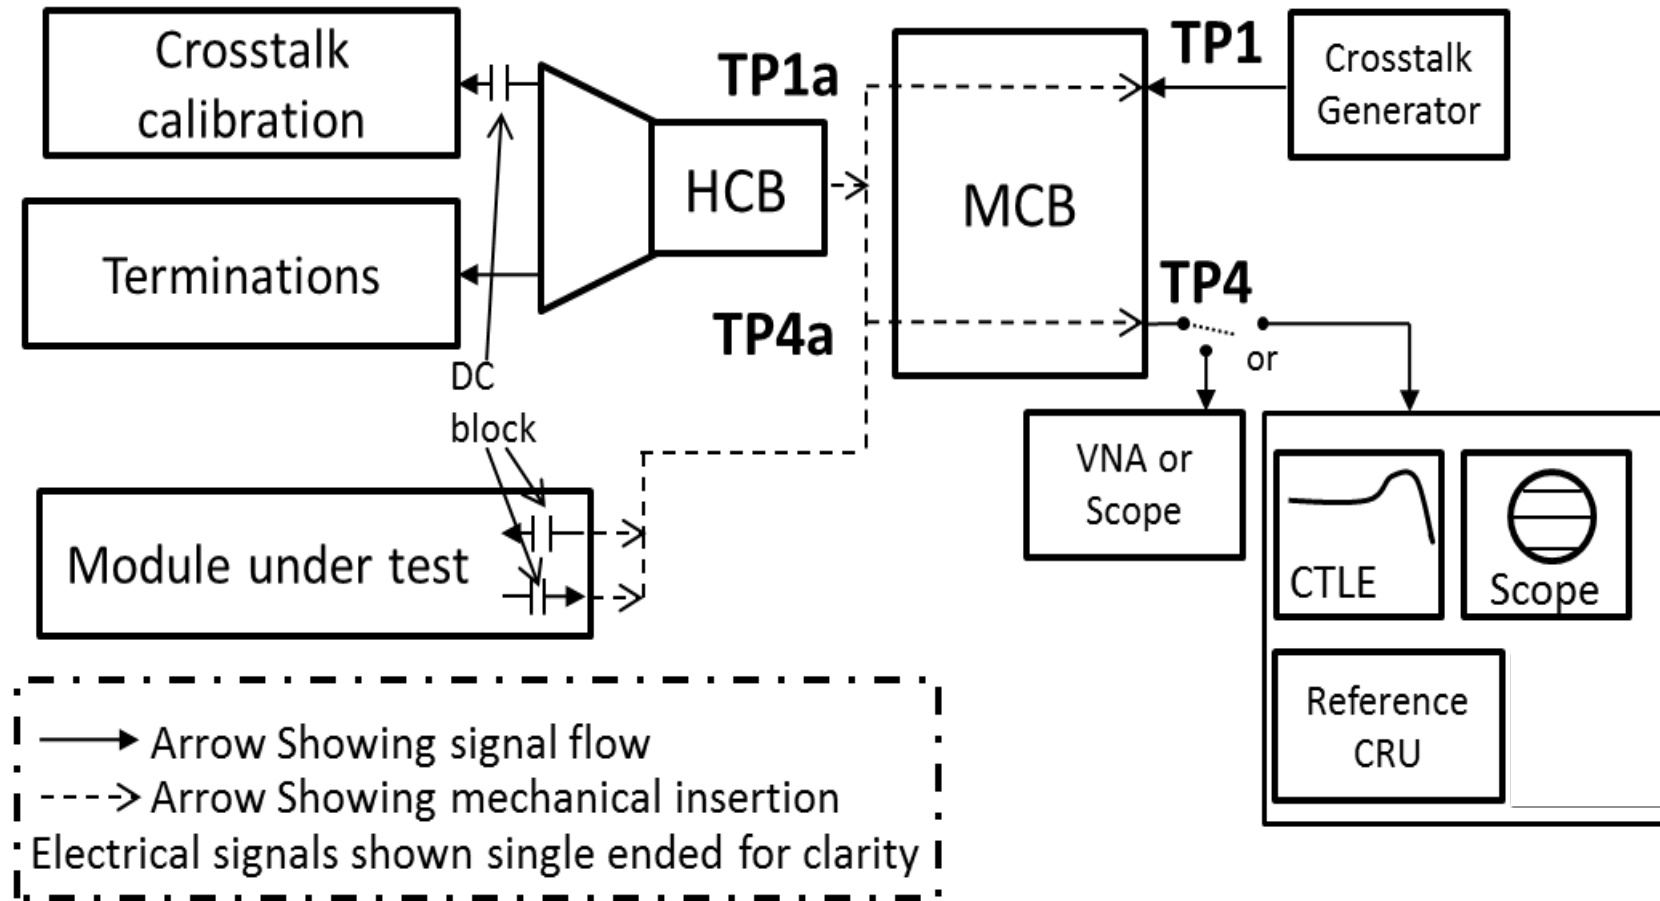 Crosstalk
calibration
TP1a
TP1
Crosstalk
Generator
HCB
MCB
Terminations
TP4a
TP4
or
DC
block
VNA or
Scope
CTLE
Scope
Module under test
Reference
CRU
Arrow Showing signal flow
Arrow Showing mechanical insertion
Electrical signals shown single ended for clarity